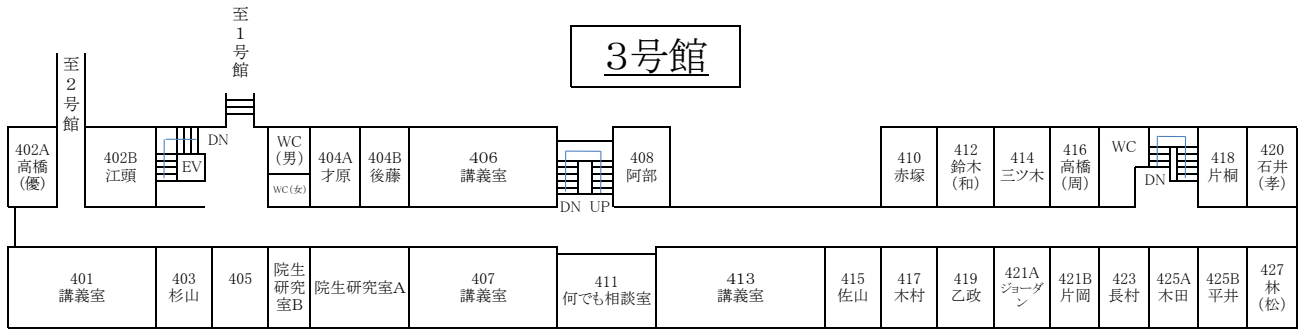 3号館
至1号館
至2号館
402A
高橋
(優)
402B
江頭
DN
EV
WC
(男)
WC(女)
404A
才原
404B
後藤
406
講義室
DN UP
408
阿部
410
赤塚
412
鈴木
(和)
414
三ツ木
416
高橋
(周)
WC
DN
418
片桐
420
石井
(孝)
401
講義室
403
杉山
405
院生
研究
室B
院生研究室A
407
講義室
411
何でも相談室
413
講義室
415
佐山
417
木村
419
乙政
421A
ジョーダ
ン
421B
片岡
423
長村
425A
木田
425B
平井
427
林
(松)